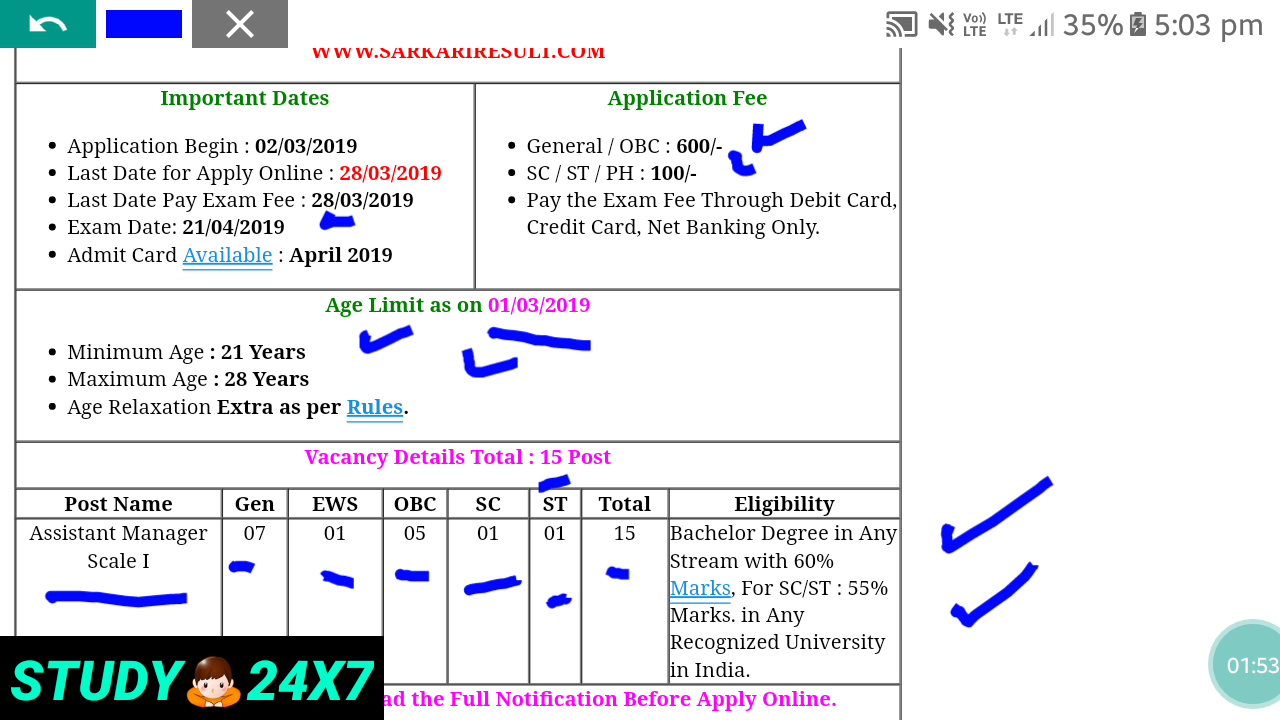 LTE 35% 5:03 pm
Vo) LTE
WWW.SARKARIRESULT.COM
Important Dates
Application Begin : 02/03/2019
Last Date for Apply Online : 28/03/2019
Last Date Pay Exam Fee : 28/03/2019
Exam Date: 21/04/2019
Admit Card Available : April 2019
Application Fee
General / OBC : 600/-
SC / ST / PH : 100/-
Pay the Exam Fee Through Debit Card,
Credit Card, Net Banking Only.
Age Limit as on 01/03/2019
Minimum Age : 21 Years
Maximum Age : 28 Years
Age Relaxation Extra as per Rules.
Vacancy Details Total : 15 Post
Post Name Gen EWS OBC SC ST Total Eligibility
Assistant Manager 07 01 05 01 01 15 Bachelor Degree in Any
Scale I Stream with 60%
Marks, For SC/ST : 55%
Marks. in Any
Recognized University
in India.
01:53
STUDY 24X7
ad the Full Notification Before Apply Online.